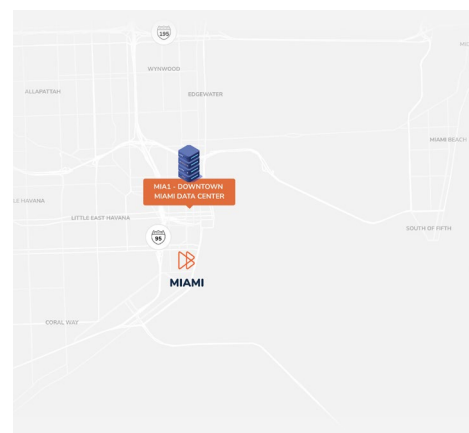 195
WYNWOOD
ALLAPATTAH
EDGEWATER
MIAMI BEACH
MIA1 - DOWNTOWN
MIAMI DATA CENTER
LITTLE EAST HAVANA
SOUTH OF FIFTH
95
MIAMI
CORAL WAY